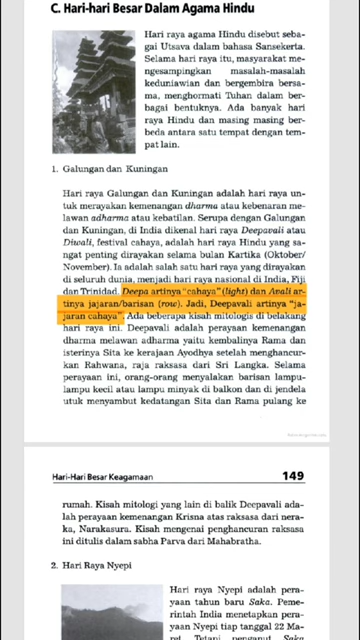 C. Hari-hari Besar Dalam Agama Hindu
Hari raya agama Hindu disebut seba-
gai Utsava dalam bahasa Sansekerta.
Selama hari raya itu, masyarakat me-
ngesampingkan masalah-masalah
keduniawian dan bergembira bersa-
ma, menghormati Tuhan dalam ber-
bagai bentuknya. Ada banyak hari
raya Hindu dan masing masing ber-
beda antara satu tempat dengan tem-
pat lain.
1. Galungan dan Kuningan
Hari raya Galungan dan Kuningan adalah hari raya un-
tuk merayakan kemenangan dharma atau kebenaran me-
lawan adharma atau kebatilan. Serupa dengan Galungan
dan Kuningan, di India dikenal hari raya Deepavali atau
Diwali, festival cahaya, adalah hari raya Hindu yang sa-
ngat penting dirayakan selama bulan Kartika (Oktober/
November). Ia adalah salah satu hari raya yang dirayakan
di seluruh dunia, menjadi hari raya nasional di India, Fiji
dan Trinidad. Deepa artinya "cahaya" (light) dan Avali ar-
tinya jajaran/barisan (row). Jadi, Deepavali artinya "ja-
jaran cahaya". Ada beberapa kisah mitologis di belakang
hari raya ini. Deepavali adalah perayaan kemenangan
dharma melawan adharma yaitu kembalinya Rama dan
isterinya Sita ke kerajaan Ayodhya setelah menghancur-
kan Rahwana, raja raksasa dari Sri Langka. Selama
perayaan ini, orang-orang menyalakan barisan lampu-
lampu kecil atau lampu minyak di balkon dan di jendela
utuk menyambut kedatangan Sita dan Rama pulang ke
Hari-Hari Besar Keagamaan 149
rumah. Kisah mitologi yang lain di balik Deepavali ada-
lah perayaan kemenangan Krisna atas raksasa dari nera-
ka, Narakasura. Kisah mengenai penghancuran raksasa
ini ditulis dalam sabha Parva dari Mahabratha.
2. Hari Raya Nyepi
Hari raya Nyepi adalah pera-
yaan tahun baru Saka. Peme-
rintah India menetapkan pera-
yaan Nyepi tiap tanggal 22 Ma-
ret. Tetapi penganut Saka